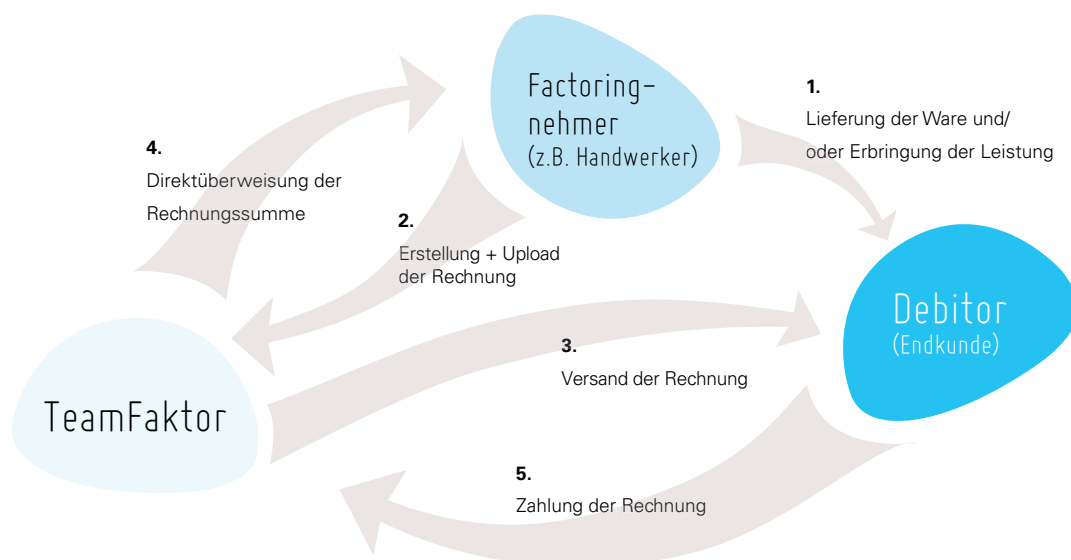 Factoring-
nehmer
(z.B. Handwerker)
1.
Lieferung der Ware und/
oder Erbringung der Leistung
4.
Direktüberweisung der
Rechnungssumme
2.
Erstellung + Upload
der Rechnung
Debitor
(Endkunde)
3.
Versand der Rechnung
TeamFaktor
5.
Zahlung der Rechnung